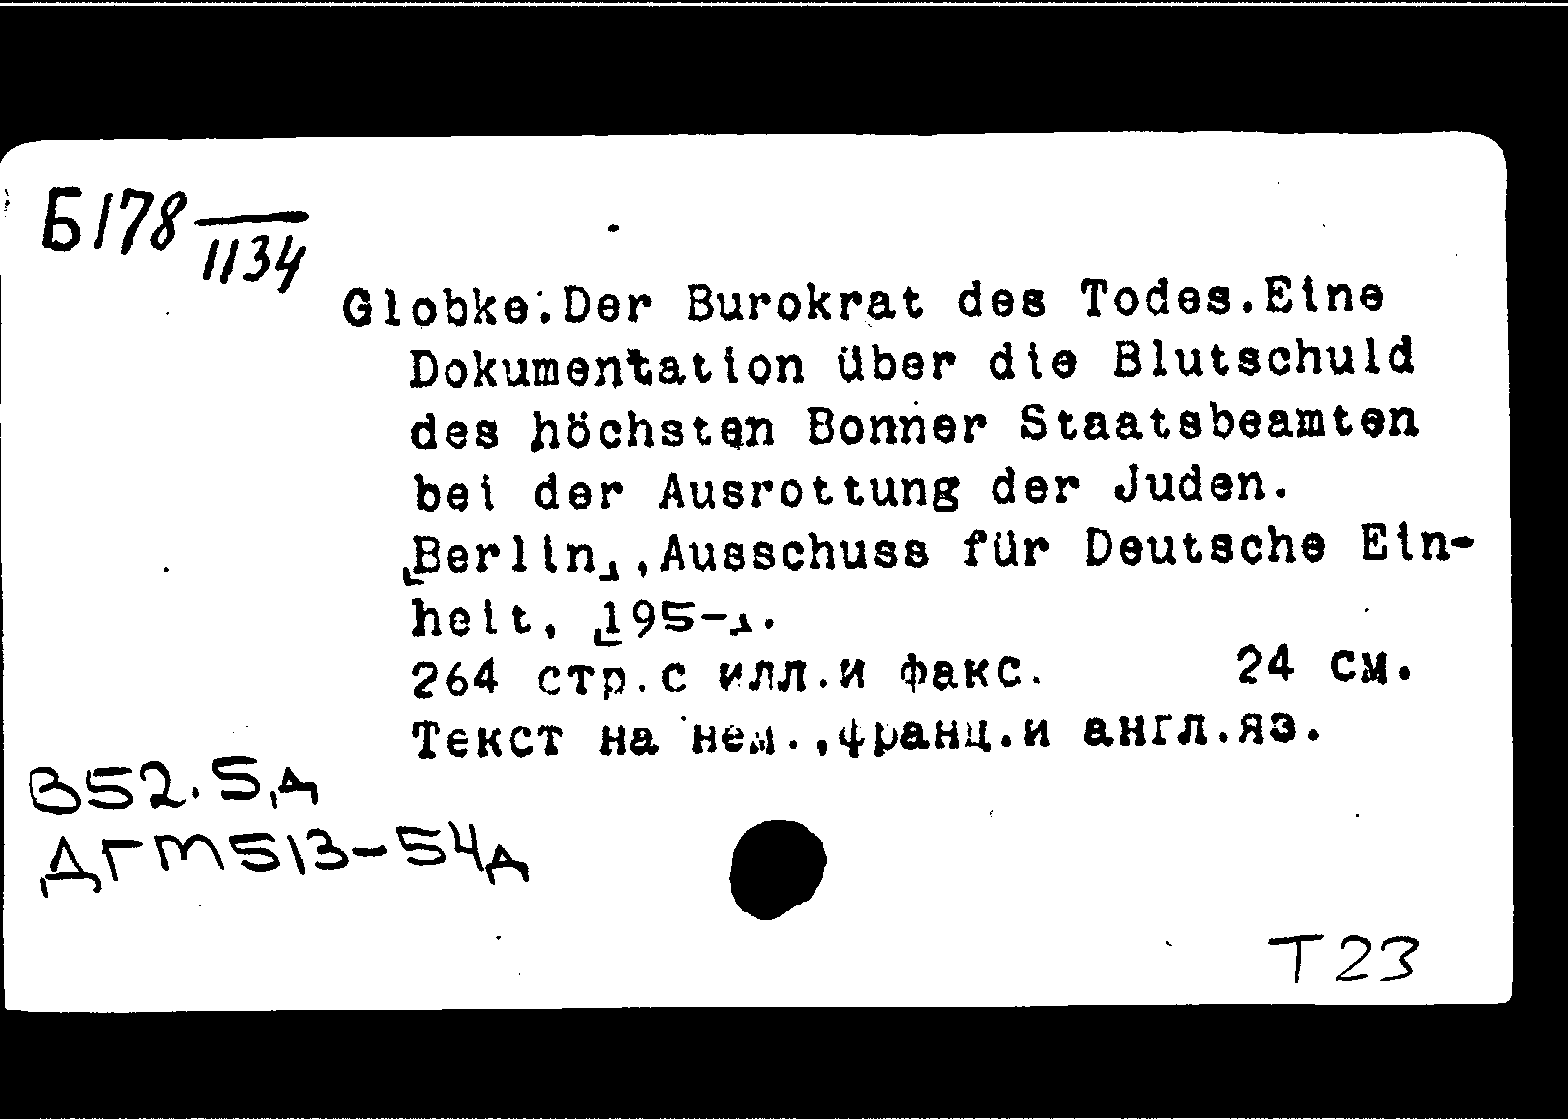 Б178
1134
Globke.Der Burokrat des Todes.Eine
Dokumentation über die Blutschuld
des höchsten Bonner Staatsbeamten
bei der Ausrottung der Juden.
[Berlin],Ausschuss für Deutsche Ein-
heit, [195-].
264 стр.с илл.и факс. 24 см.
Текст на нем.,франц.и англ.яз.
В52.5,д
ДГт513-54д
Т23